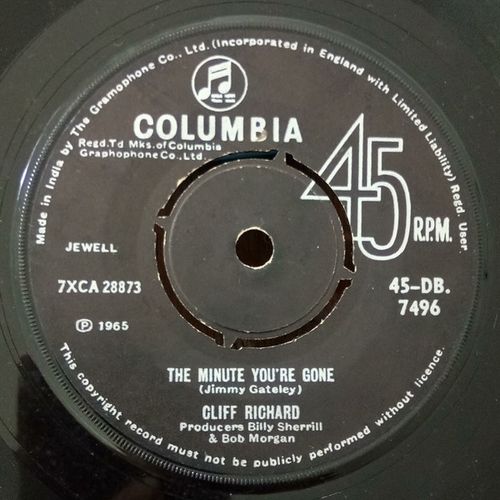 Made in India by The Gramophone Co., Ltd. (Incorporated in England with Limited Liability) Regd. User.
COLUMBIA
Regd. Td Mks. of Columbia
Graphophone Co., Ltd.
45
R.P.M.
JEWELL
7XCA 28873
45-DB.
7496
Ⓟ 1965
THE MINUTE YOU'RE GONE
(Jimmy Gateley)
CLIFF RICHARD
Producers Billy Sherrill
& Bob Morgan
This copyright record must not be publicly performed without licence.